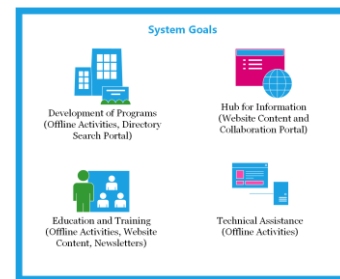 System Goals
Development of Programs
(Offline Activities, Directory
Search Portal)
Hub for Information
(Website Content and
Collaboration Portal)
Education and Training
(Offline Activities, Website
Content, Newsletters)
Technical Assistance
(Offline Activities)